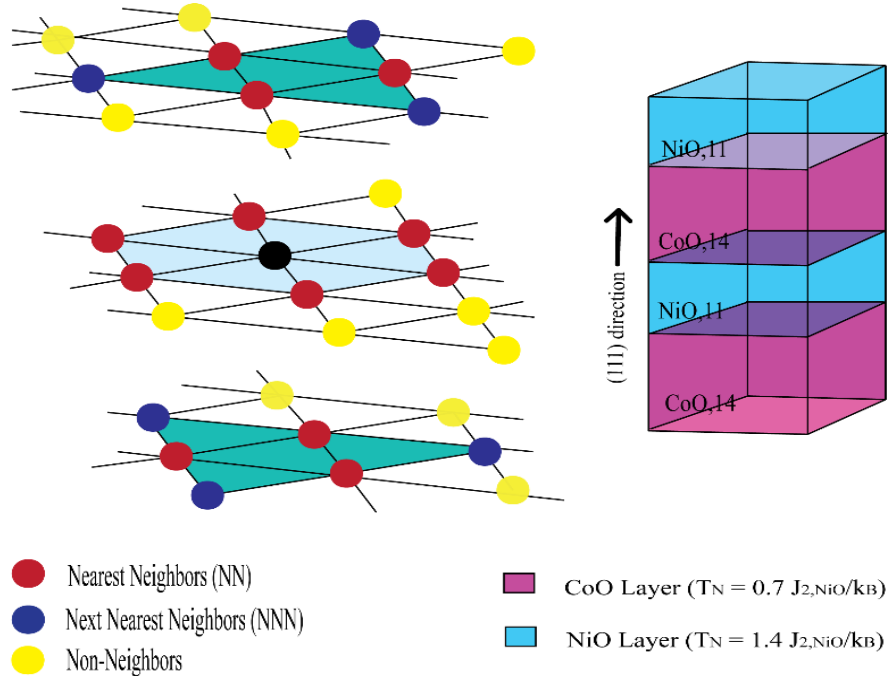 NiO,11
CoO,14
NiO,11
CoO,14
(111) direction
Nearest Neighbors (NN)
Next Nearest Neighbors (NNN)
Non-Neighbors
CoO Layer (TN = 0.7 J2,NiO/kB)
NiO Layer (TN = 1.4 J2,NiO/kB)